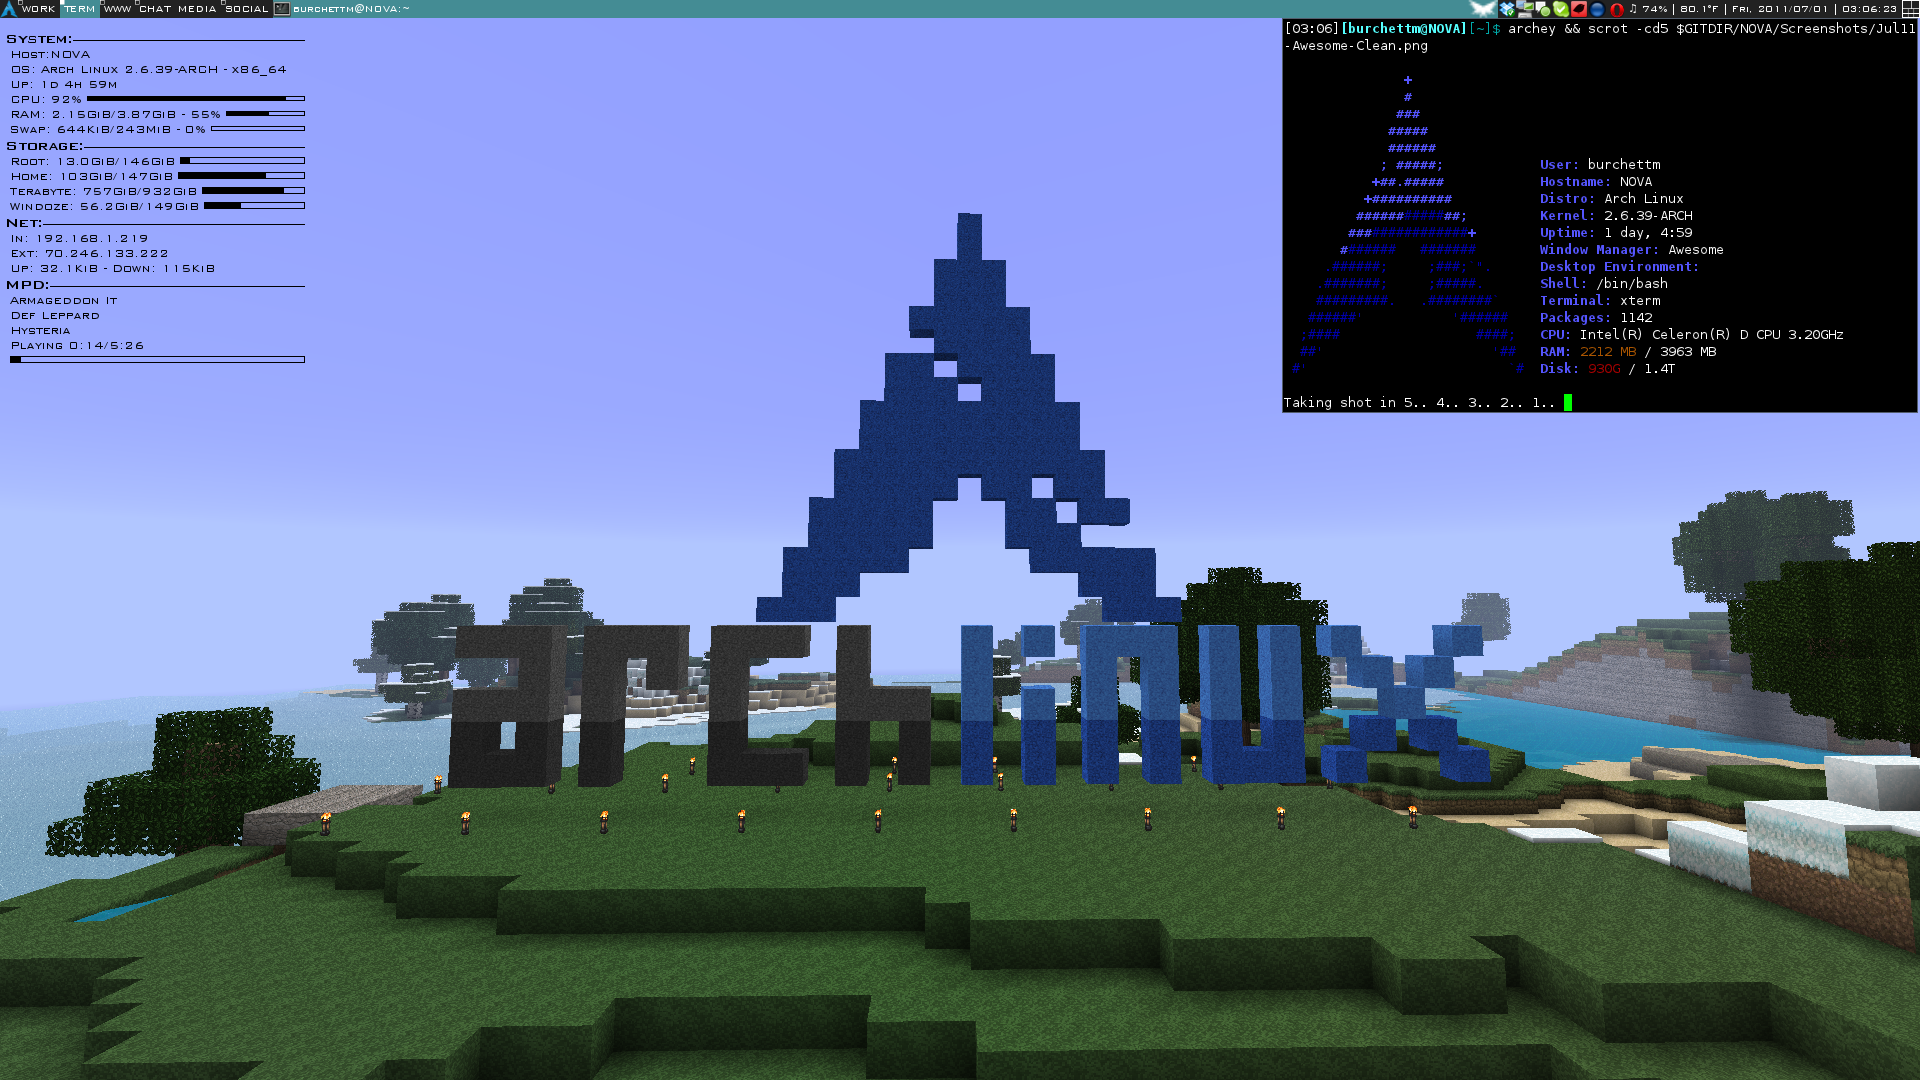 WORK TERM WWW CHAT MEDIA SOCIAL burchettm@NOVA:~
74% | 80.1°F | Fri, 2011/07/01 | 03:06:23
System:
Host:NOVA
OS: Arch Linux 2.6.39-ARCH - x86_64
Up: 1d 4h 59m
CPU: 92%
RAM: 2.15GiB/3.87GiB - 55%
Swap: 644KiB/243MiB - 0%
Storage:
Root: 13.0GiB/146GiB
Home: 103GiB/147GiB
Terabyte: 757GiB/932GiB
Windoze: 56.2GiB/149GiB
Net:
In: 192.168.1.219
Ext: 70.246.133.222
Up: 32.1KiB - Down: 115KiB
MPD:
Armageddon It
Def Leppard
Hysteria
Playing 0:14/5:26
[03:06][burchettm@NOVA][~]$ archey && scrot -cd5 $GITDIR/NOVA/Screenshots/Jul11
-Awesome-Clean.png
User: burchettm
Hostname: NOVA
Distro: Arch Linux
Kernel: 2.6.39-ARCH
Uptime: 1 day, 4:59
Window Manager: Awesome
Desktop Environment:
Shell: /bin/bash
Terminal: xterm
Packages: 1142
CPU: Intel(R) Celeron(R) D CPU 3.20GHz
RAM: 2212 MB / 3963 MB
Disk: 930G / 1.4T
Taking shot in 5.. 4.. 3.. 2.. 1..
arch linux